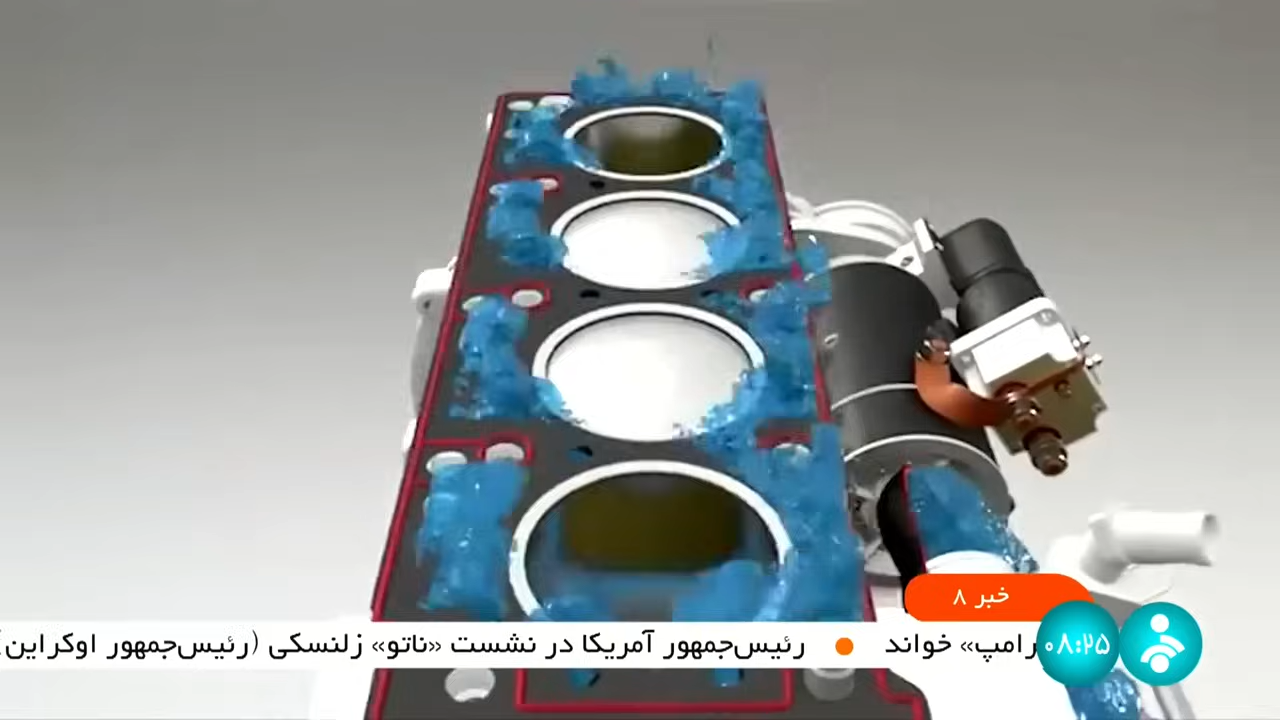 خبر ۸
رامپ» خواند
رئیس‌جمهور آمریکا در نشست «ناتو» زلنسکی (رئیس‌جمهور اوکراین)
۰۸:۲۵